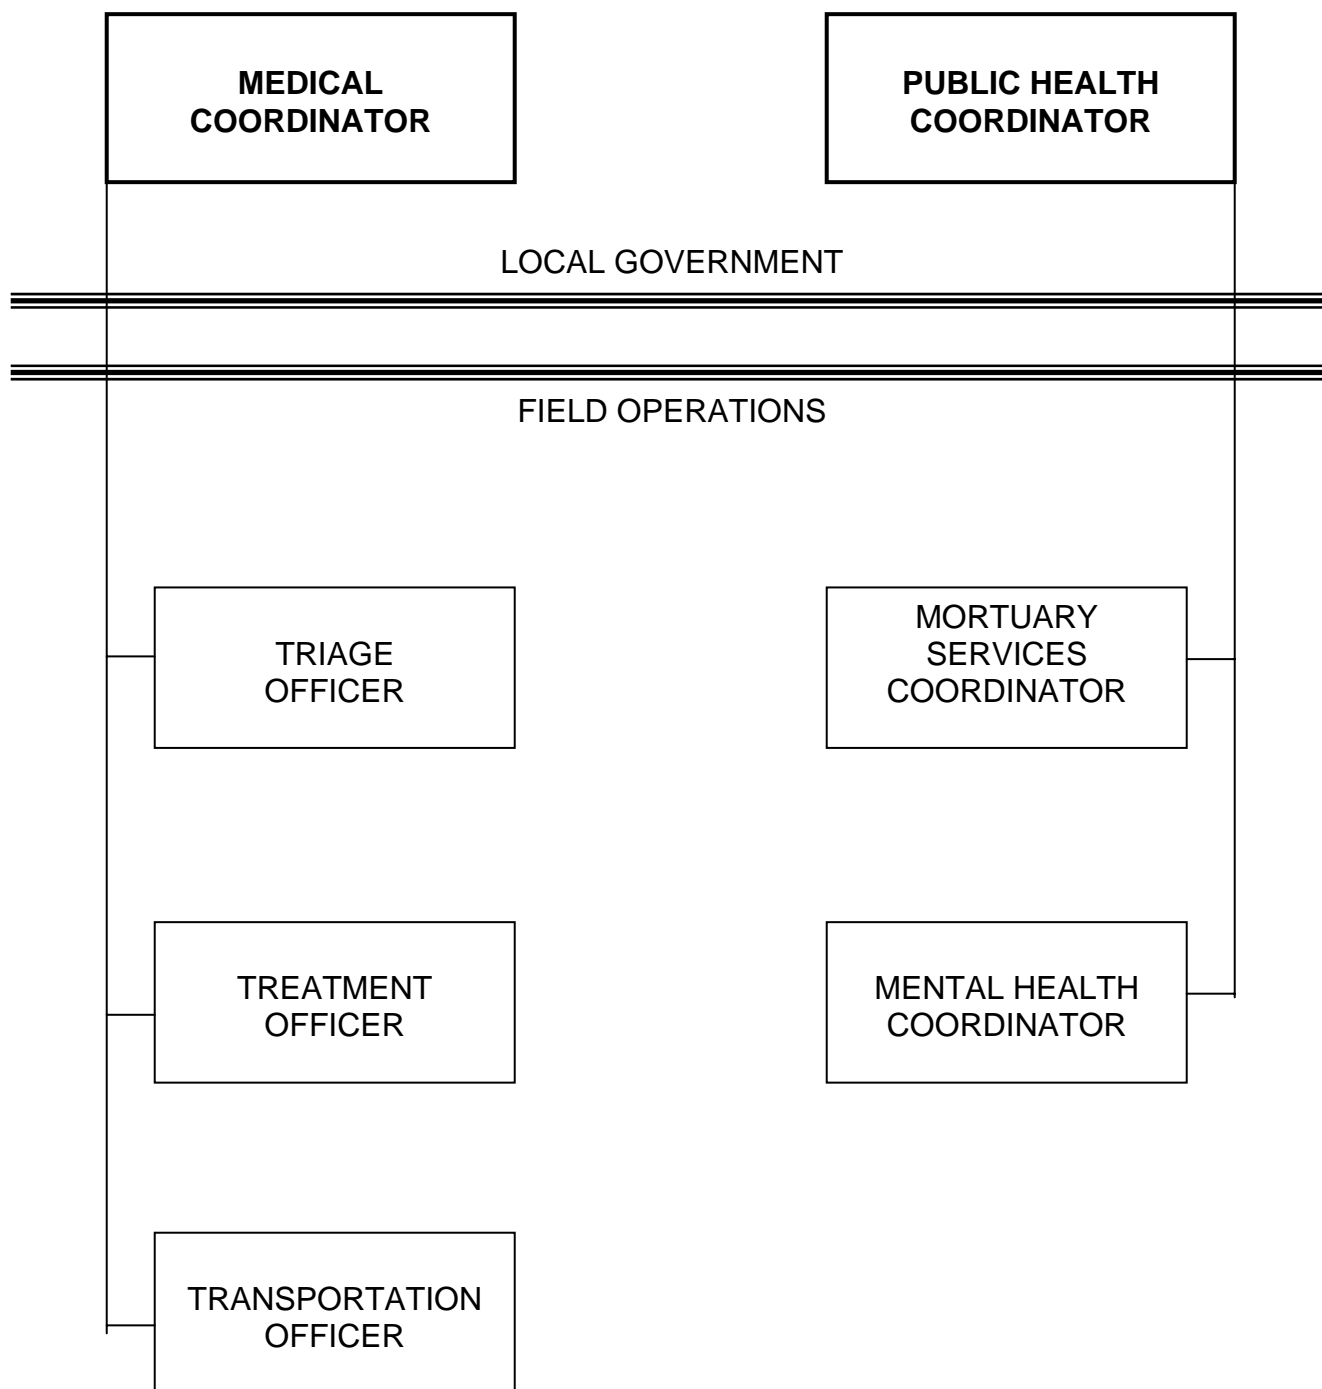 MEDICAL
COORDINATOR
PUBLIC HEALTH
COORDINATOR
LOCAL GOVERNMENT
FIELD OPERATIONS
TRIAGE
OFFICER
MORTUARY
SERVICES
COORDINATOR
TREATMENT
OFFICER
MENTAL HEALTH
COORDINATOR
TRANSPORTATION
OFFICER